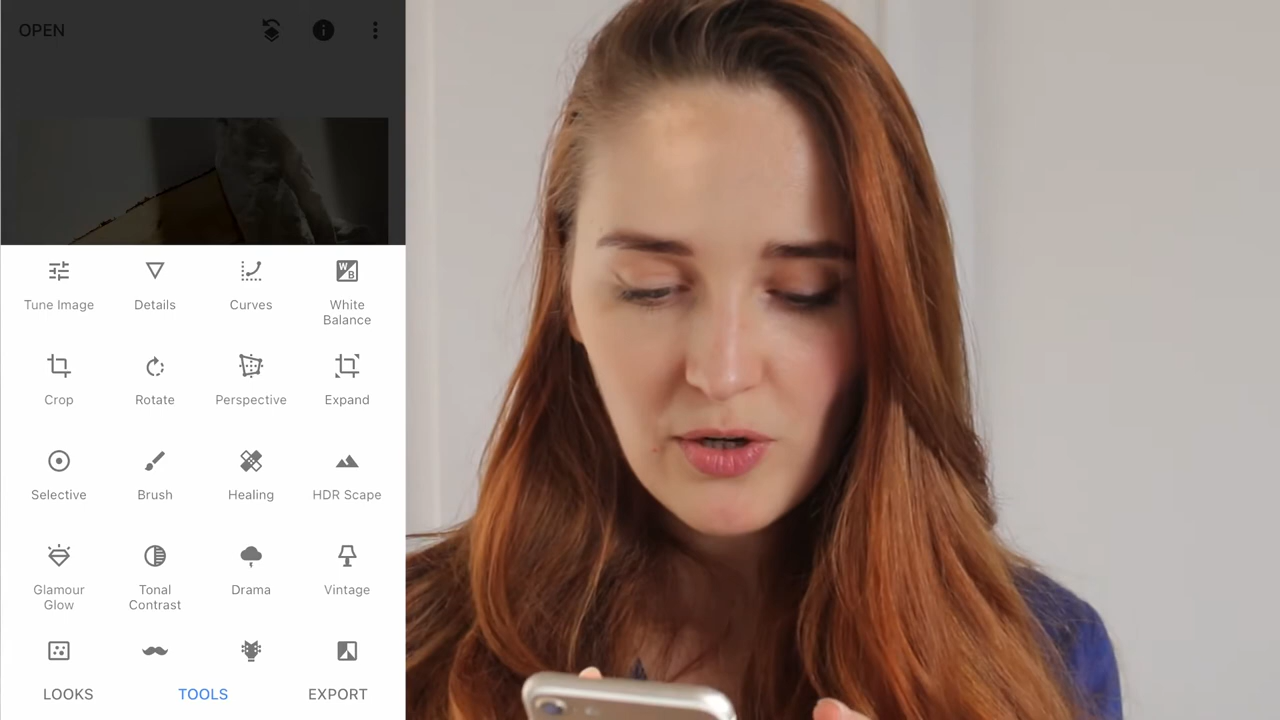 OPEN
Tune Image
Details
Curves
White
Balance
Crop
Rotate
Perspective
Expand
Selective
Brush
Healing
HDR Scape
Glamour
Glow
Tonal
Contrast
Drama
Vintage
LOOKS
TOOLS
EXPORT